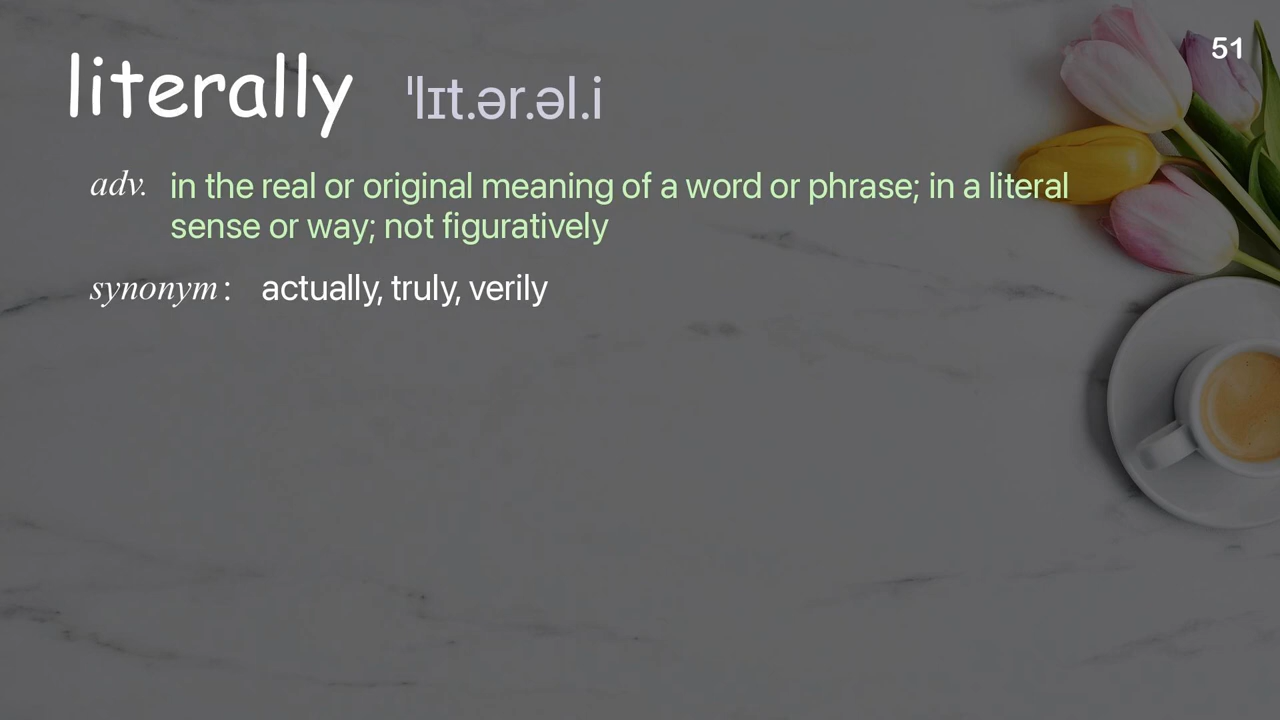 51
literally ˈlɪt.ər.əl.i
adv. in the real or original meaning of a word or phrase; in a literal
sense or way; not figuratively
synonym : actually, truly, verily